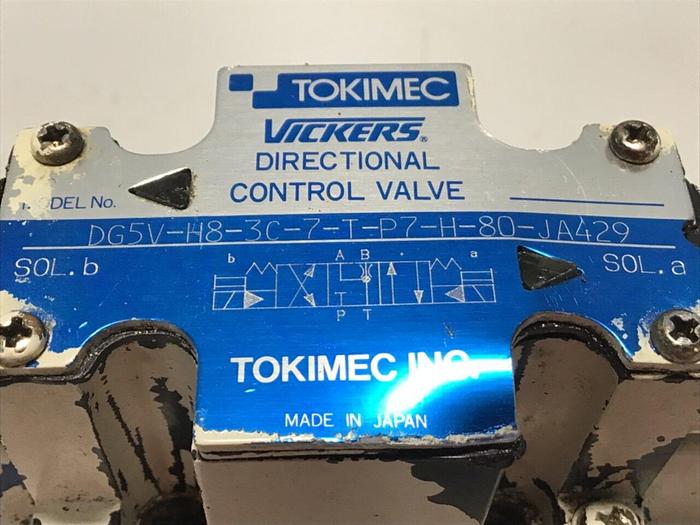 TOKIMEC
VICKERS®
DIRECTIONAL
CONTROL VALVE
MODEL No.
DG5V-H8-3C-7-T-P7-H-80-JA429
SOL.b b A B a SOL.a
T
P T
TOKIMEC INC.
MADE IN JAPAN